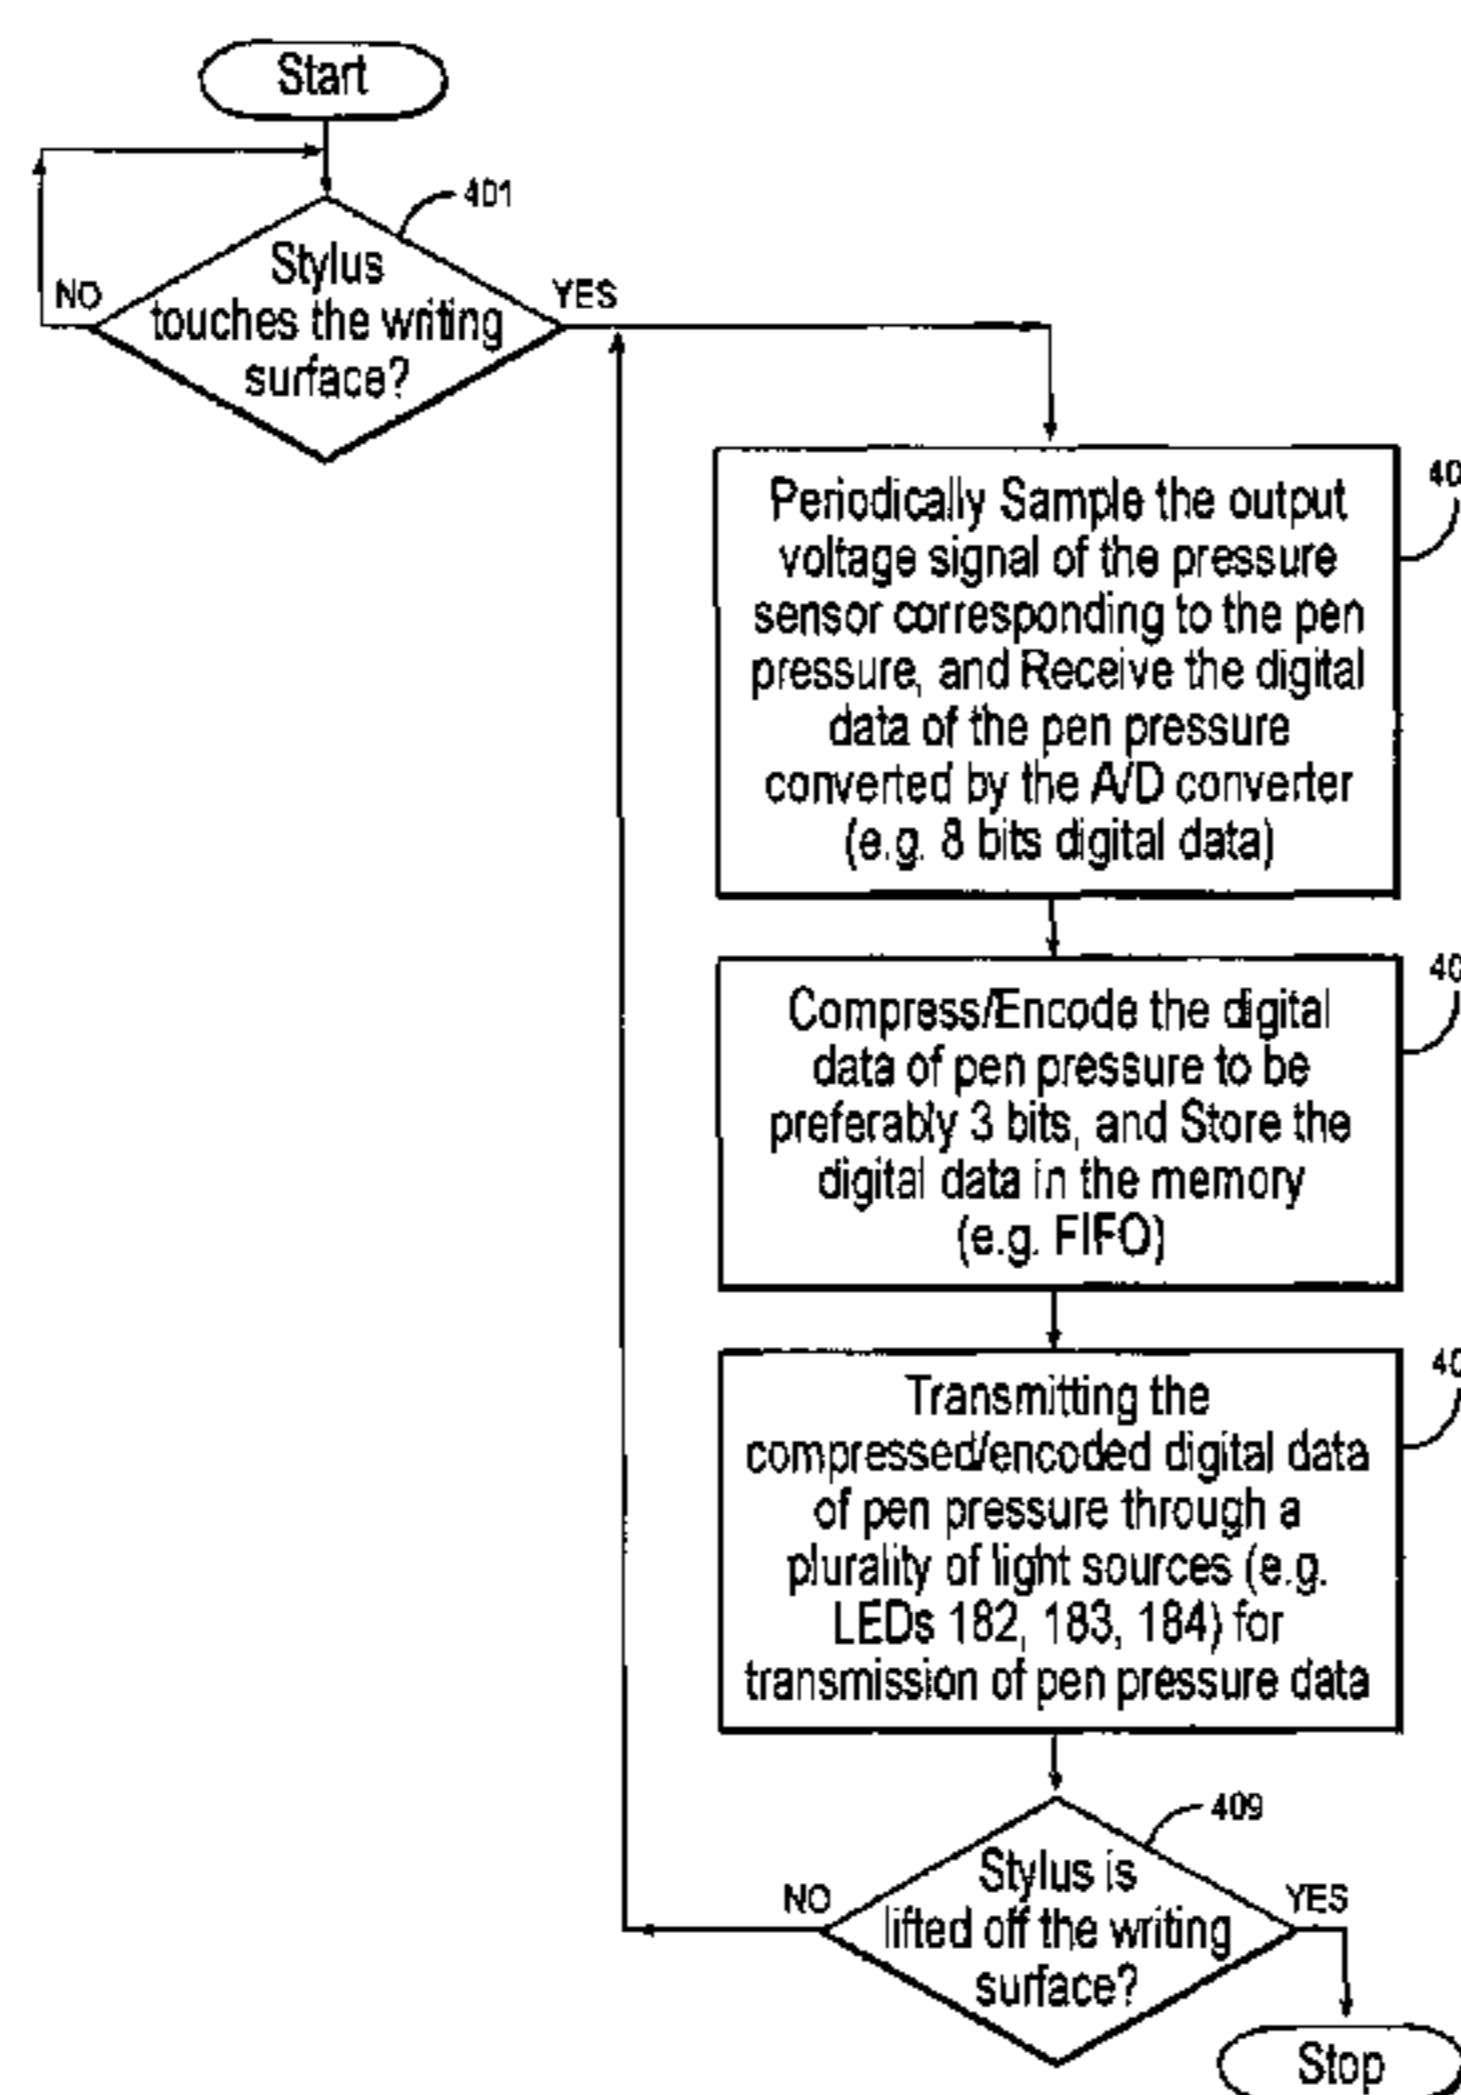 Start
401
Stylus
touches the writing
surface?
NO
YES
Periodically Sample the output
voltage signal of the pressure
sensor corresponding to the pen
pressure, and Receive the digital
data of the pen pressure
converted by the A/D converter
(e.g. 8 bits digital data)
40
Compress/Encode the digital
data of pen pressure to be
preferably 3 bits, and Store the
digital data in the memory
(e.g. FIFO)
40
Transmitting the
compressed/encoded digital data
of pen pressure through a
plurality of light sources (e.g.
LEDs 182, 183, 184) for
transmission of pen pressure data
40
409
Stylus is
lifted off the writing
surface?
NO
YES
Stop